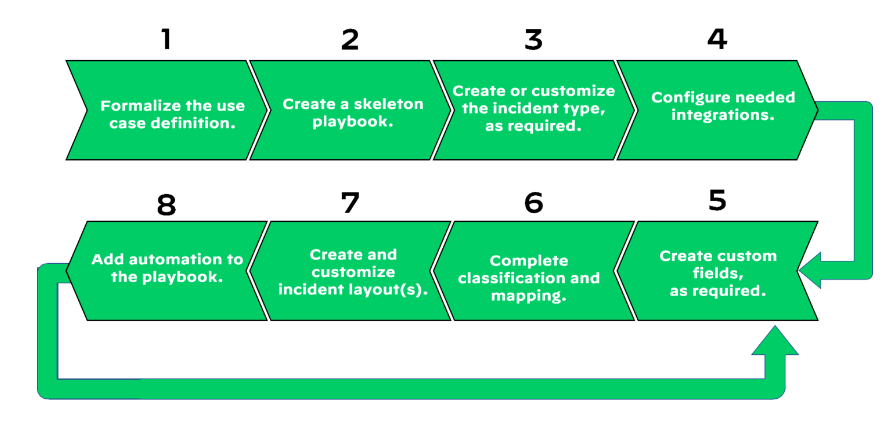 1
Formalize the use
case definition.
2
Create a skeleton
playbook.
3
Create or customize
the incident type,
as required.
4
Configure needed
integrations.
5
Create custom
fields,
as required.
6
Complete
classification and
mapping.
7
Create and
customize
incident layout(s).
8
Add automation to
the playbook.